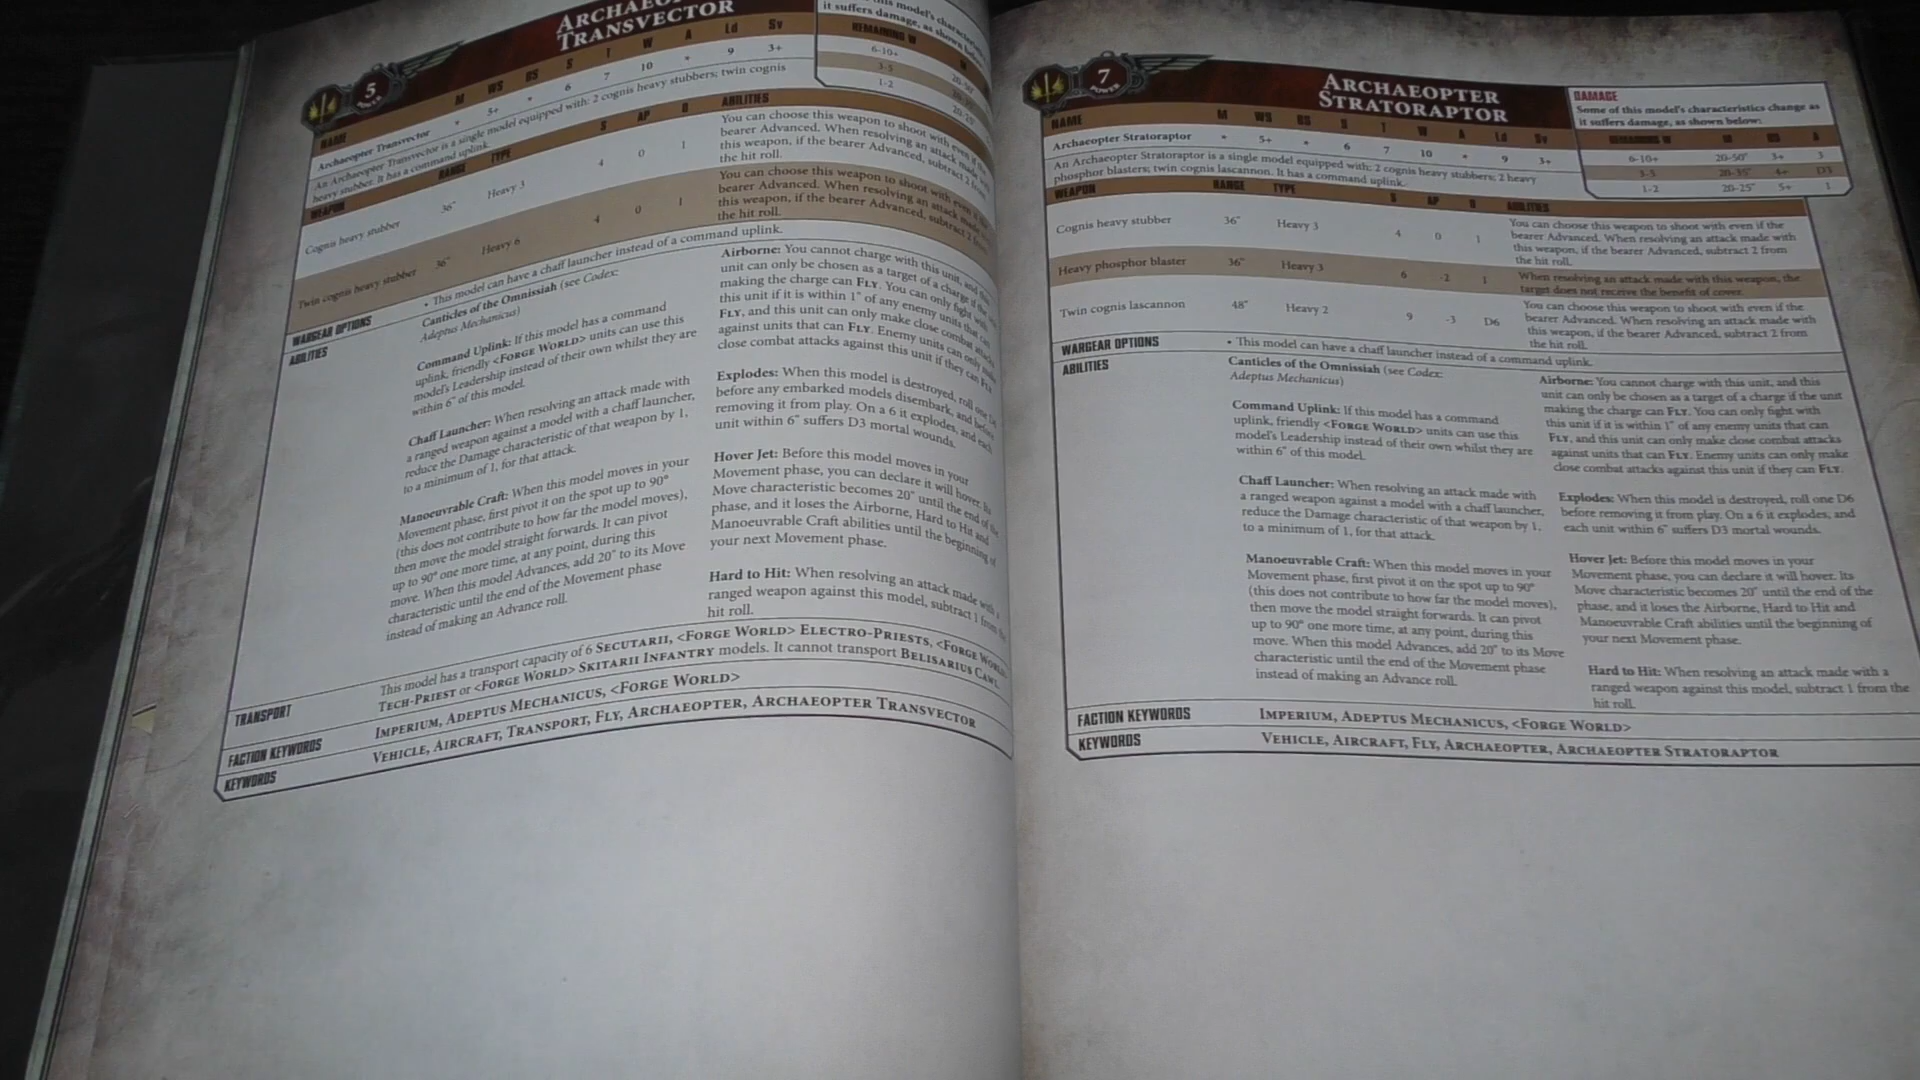 ARCHAEO
TRANSVECTOR
5
POWER
this model's characteristics
it suffers damage, as shown below
REMAINING W
M
6-10+
20-50"
3-5
1-2
20-25"
NAME
M
WS
BS
S
T
W
A
Ld
Sv
Archaeopter Transvector
*
5+
*
6
7
10
*
9
3+
An Archaeopter Transvector is a single model equipped with: 2 cognis heavy stubbers; twin cognis
heavy stubber. It has a command uplink.
WEAPON
RANGE
TYPE
S
AP
D
ABILITIES
Cognis heavy stubber
36"
Heavy 3
4
0
1
You can choose this weapon to shoot with even if the
bearer Advanced. When resolving an attack made with
this weapon, if the bearer Advanced, subtract 2 from
the hit roll.
Twin cognis heavy stubber
36"
Heavy 6
4
0
1
You can choose this weapon to shoot with even if the
bearer Advanced. When resolving an attack made with
this weapon, if the bearer Advanced, subtract 2 from
the hit roll.
WARGEAR OPTIONS
• This model can have a chaff launcher instead of a command uplink.
ABILITIES
Canticles of the Omnissiah (see Codex:
Adeptus Mechanicus)
Command Uplink: If this model has a command
uplink, friendly <FORGE WORLD> units can use this
model's Leadership instead of their own whilst they are
within 6" of this model.
Chaff Launcher: When resolving an attack made with
a ranged weapon against a model with a chaff launcher,
reduce the Damage characteristic of that weapon by 1,
to a minimum of 1, for that attack.
Manoeuvrable Craft: When this model moves in your
Movement phase, first pivot it on the spot up to 90°
(this does not contribute to how far the model moves),
then move the model straight forwards. It can pivot
up to 90° one more time, at any point, during this
move. When this model Advances, add 20" to its Move
characteristic until the end of the Movement phase
instead of making an Advance roll.
Airborne: You cannot charge with this unit, and this
unit can only be chosen as a target of a charge if the
making the charge can FLY. You can only fight with
this unit if it is within 1" of any enemy units that can
FLY, and this unit can only make close combat attacks
against units that can FLY. Enemy units can only make
close combat attacks against this unit if they can FLY.
Explodes: When this model is destroyed, roll one D6
before any embarked models disembark, and before
removing it from play. On a 6 it explodes, and each
unit within 6" suffers D3 mortal wounds.
Hover Jet: Before this model moves in your
Movement phase, you can declare it will hover. Its
Move characteristic becomes 20" until the end of the
phase, and it loses the Airborne, Hard to Hit and
Manoeuvrable Craft abilities until the beginning of
your next Movement phase.
Hard to Hit: When resolving an attack made with a
ranged weapon against this model, subtract 1 from the
hit roll.
TRANSPORT
This model has a transport capacity of 6 SECUTARII, <FORGE WORLD> ELECTRO-PRIESTS, <FORGE WORLD>
TECH-PRIEST or <FORGE WORLD> SKITARII INFANTRY models. It cannot transport BELISARIUS CAWL.
FACTION KEYWORDS
IMPERIUM, ADEPTUS MECHANICUS, <FORGE WORLD>
KEYWORDS
VEHICLE, AIRCRAFT, TRANSPORT, FLY, ARCHAEOPTER, ARCHAEOPTER TRANSVECTOR
7
POWER
ARCHAEOPTER
STRATORAPTOR
DAMAGE
Some of this model's characteristics change as
it suffers damage, as shown below:
REMAINING W
M
BS
A
6-10+
20-50"
3+
3
3-5
20-35"
4+
D3
1-2
20-25"
5+
1
NAME
M
WS
BS
S
T
W
A
Ld
Sv
Archaeopter Stratoraptor
*
5+
*
6
7
10
*
9
3+
An Archaeopter Stratoraptor is a single model equipped with: 2 cognis heavy stubbers; 2 heavy
phosphor blasters; twin cognis lascannon. It has a command uplink.
WEAPON
RANGE
TYPE
S
AP
D
ABILITIES
Cognis heavy stubber
36"
Heavy 3
4
0
1
You can choose this weapon to shoot with even if the
bearer Advanced. When resolving an attack made with
this weapon, if the bearer Advanced, subtract 2 from
the hit roll.
Heavy phosphor blaster
36"
Heavy 3
6
-2
1
When resolving an attack made with this weapon, the
target does not receive the benefit of cover.
Twin cognis lascannon
48"
Heavy 2
9
-3
D6
You can choose this weapon to shoot with even if the
bearer Advanced. When resolving an attack made with
this weapon, if the bearer Advanced, subtract 2 from
the hit roll.
WARGEAR OPTIONS
• This model can have a chaff launcher instead of a command uplink.
ABILITIES
Canticles of the Omnissiah (see Codex:
Adeptus Mechanicus)
Command Uplink: If this model has a command
uplink, friendly <FORGE WORLD> units can use this
model's Leadership instead of their own whilst they are
within 6" of this model.
Chaff Launcher: When resolving an attack made with
a ranged weapon against a model with a chaff launcher,
reduce the Damage characteristic of that weapon by 1,
to a minimum of 1, for that attack.
Manoeuvrable Craft: When this model moves in your
Movement phase, first pivot it on the spot up to 90°
(this does not contribute to how far the model moves),
then move the model straight forwards. It can pivot
up to 90° one more time, at any point, during this
move. When this model Advances, add 20" to its Move
characteristic until the end of the Movement phase
instead of making an Advance roll.
Airborne: You cannot charge with this unit, and this
unit can only be chosen as a target of a charge if the unit
making the charge can FLY. You can only fight with
this unit if it is within 1" of any enemy units that can
FLY, and this unit can only make close combat attacks
against units that can FLY. Enemy units can only make
close combat attacks against this unit if they can FLY.
Explodes: When this model is destroyed, roll one D6
before removing it from play. On a 6 it explodes, and
each unit within 6" suffers D3 mortal wounds.
Hover Jet: Before this model moves in your
Movement phase, you can declare it will hover. Its
Move characteristic becomes 20" until the end of the
phase, and it loses the Airborne, Hard to Hit and
Manoeuvrable Craft abilities until the beginning of
your next Movement phase.
Hard to Hit: When resolving an attack made with a
ranged weapon against this model, subtract 1 from the
hit roll.
FACTION KEYWORDS
IMPERIUM, ADEPTUS MECHANICUS, <FORGE WORLD>
KEYWORDS
VEHICLE, AIRCRAFT, FLY, ARCHAEOPTER, ARCHAEOPTER STRATORAPTOR